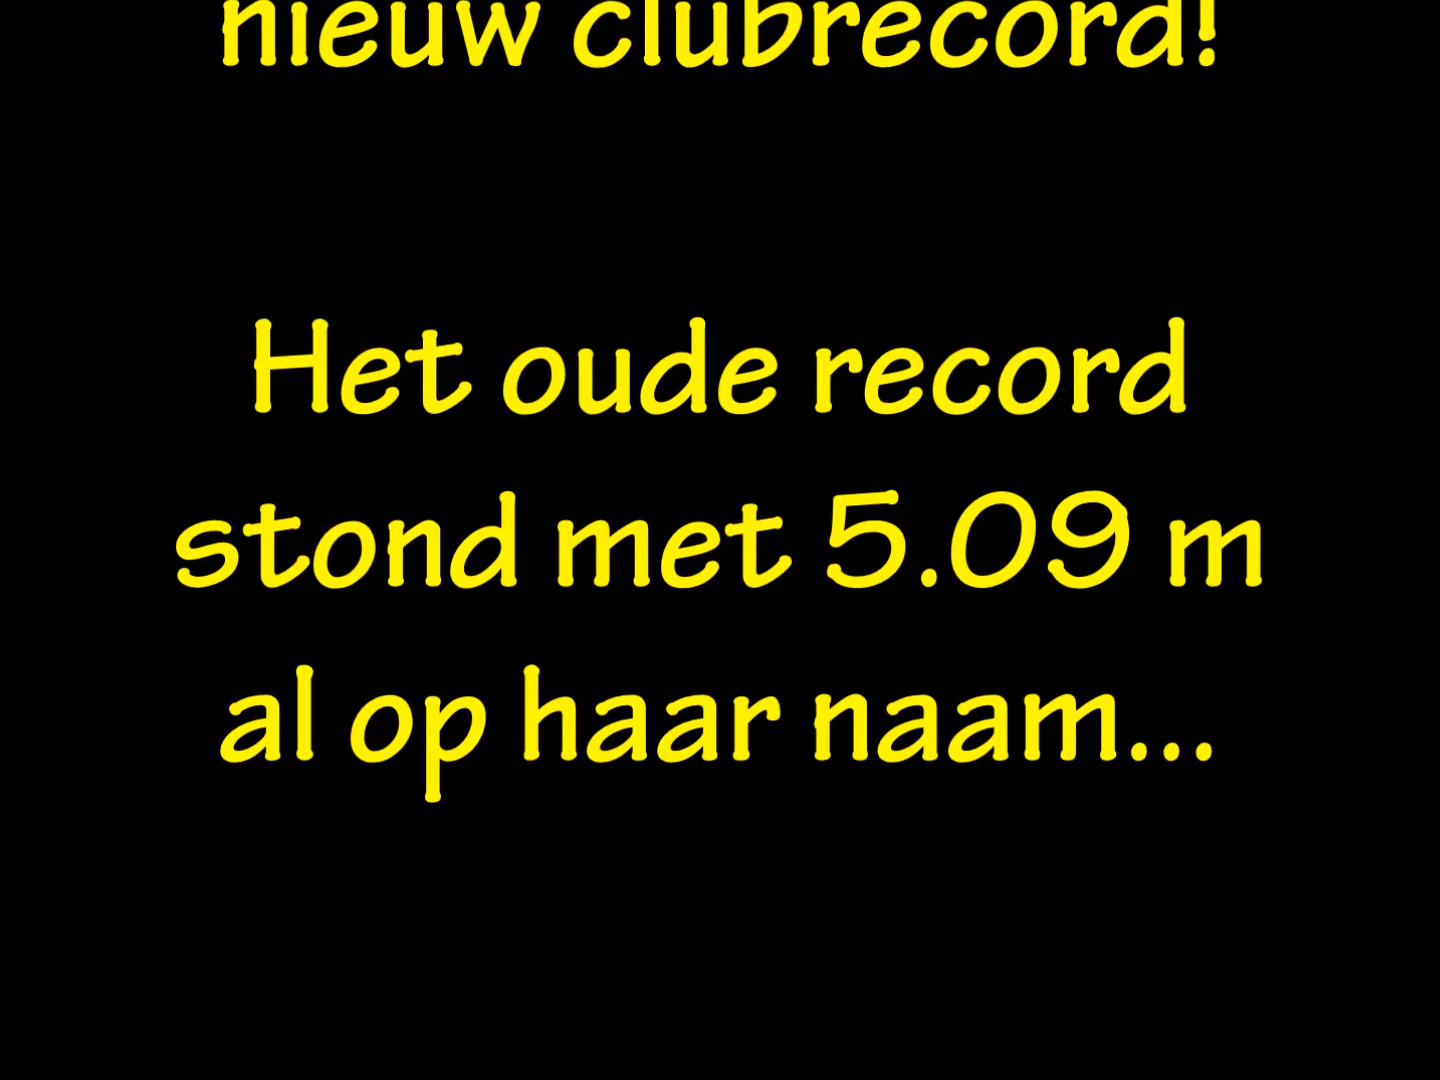 nieuw clubrecord!
Het oude record
stond met 5.09 m
al op haar naam...